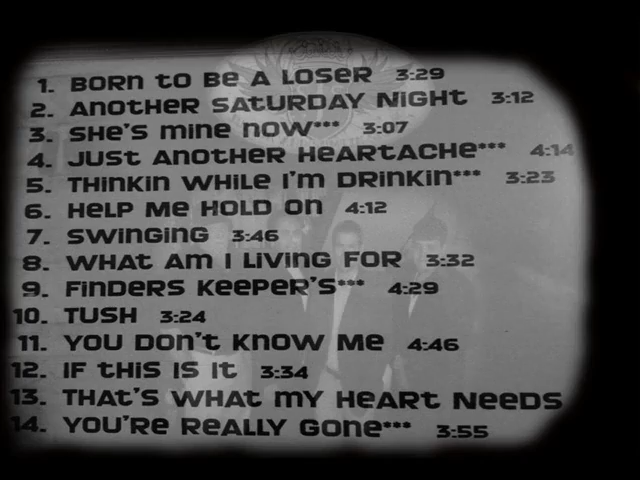 1. Born to Be A Loser 3:29
2. Another Saturday Night 3:12
3. She's Mine Now*** 3:07
4. Just Another Heartache*** 4:14
5. Thinkin While I'm Drinkin*** 3:23
6. Help Me Hold On 4:12
7. Swinging 3:46
8. What Am I Living For 3:32
9. Finders Keeper's*** 4:29
10. Tush 3:24
11. You Don't Know Me 4:46
12. If This Is It 3:34
13. That's What My Heart Needs
14. You're Really Gone*** 3:55